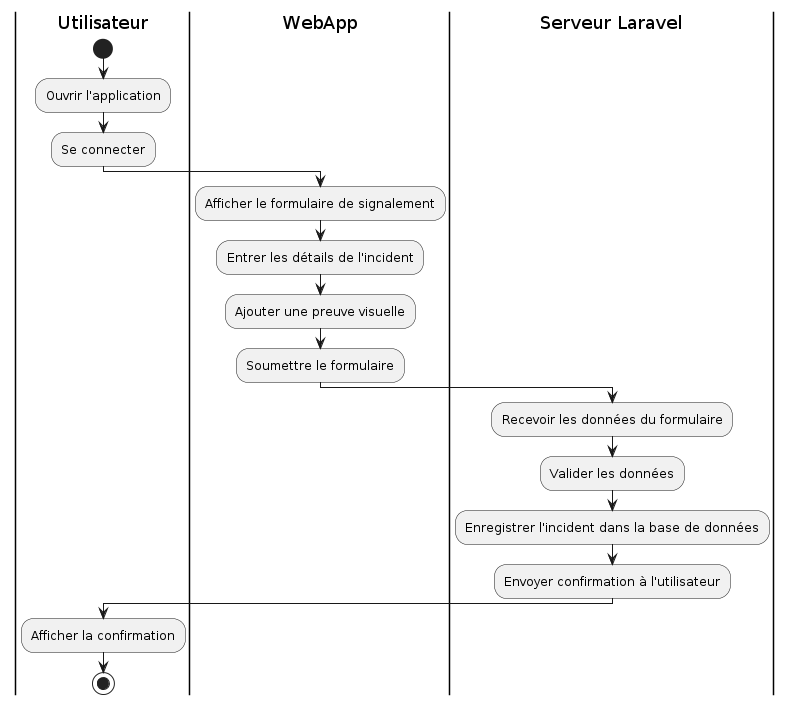 Utilisateur
WebApp
Serveur Laravel
Ouvrir l'application
Se connecter
Afficher le formulaire de signalement
Entrer les détails de l'incident
Ajouter une preuve visuelle
Soumettre le formulaire
Recevoir les données du formulaire
Valider les données
Enregistrer l'incident dans la base de données
Envoyer confirmation à l'utilisateur
Afficher la confirmation